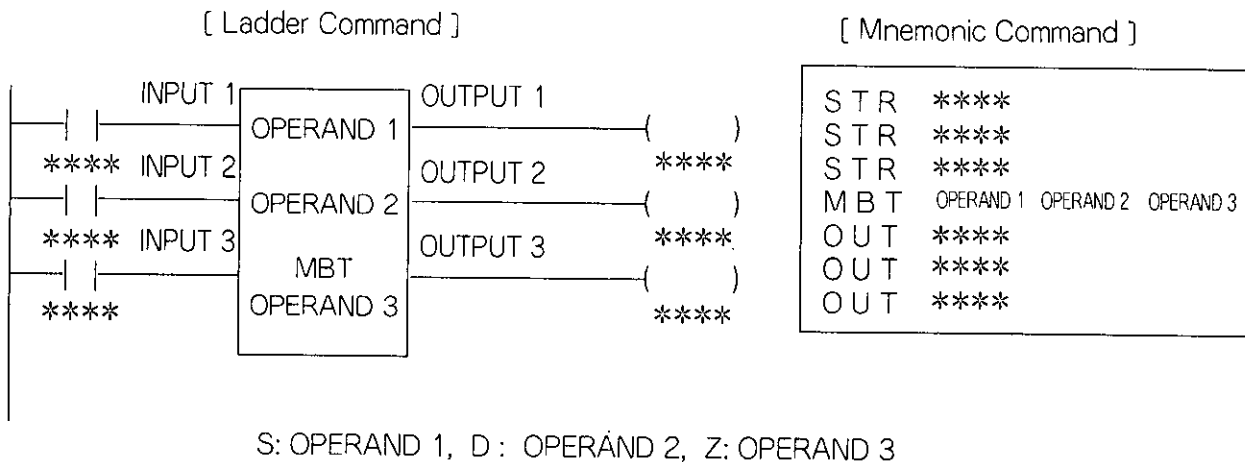 [ Ladder Command ]
INPUT 1
OPERAND 1
OUTPUT 1
****
****
INPUT 2
OPERAND 2
OUTPUT 2
****
****
INPUT 3
MBT
OPERAND 3
OUTPUT 3
****
****
[ Mnemonic Command ]
STR ****
STR ****
STR ****
MBT OPERAND 1 OPERAND 2 OPERAND 3
OUT ****
OUT ****
OUT ****
S: OPERAND 1, D : OPERAND 2, Z: OPERAND 3